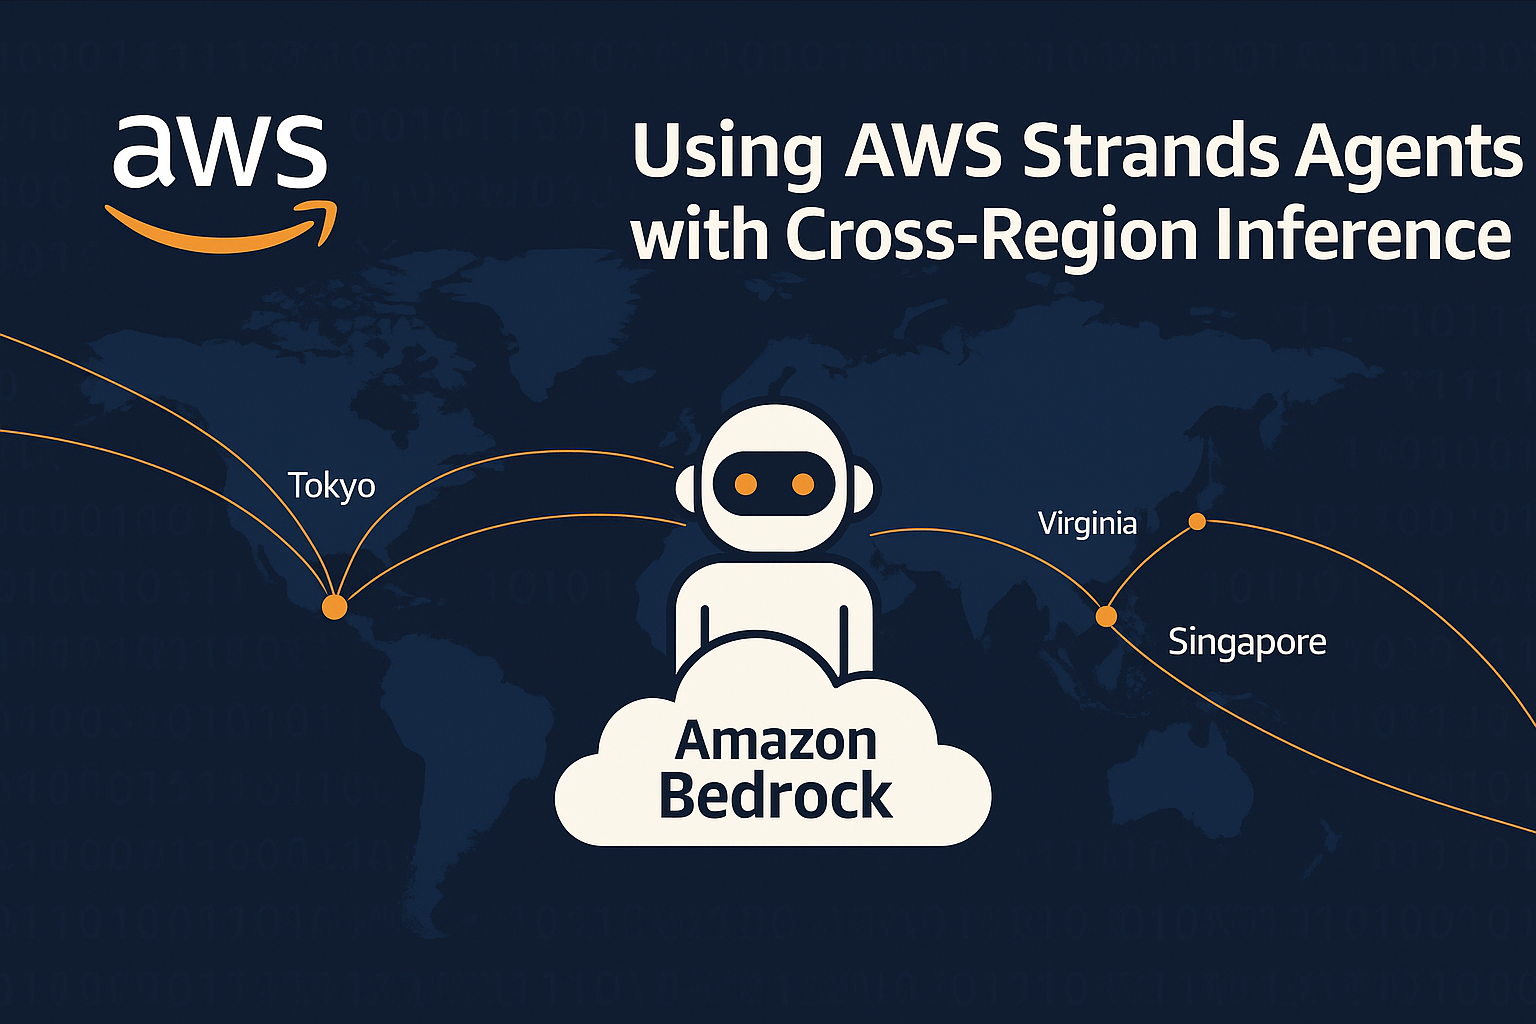 aws
Using AWS Strands Agents
with Cross-Region Inference
Tokyo
Virginia
Singapore
Amazon
Bedrock